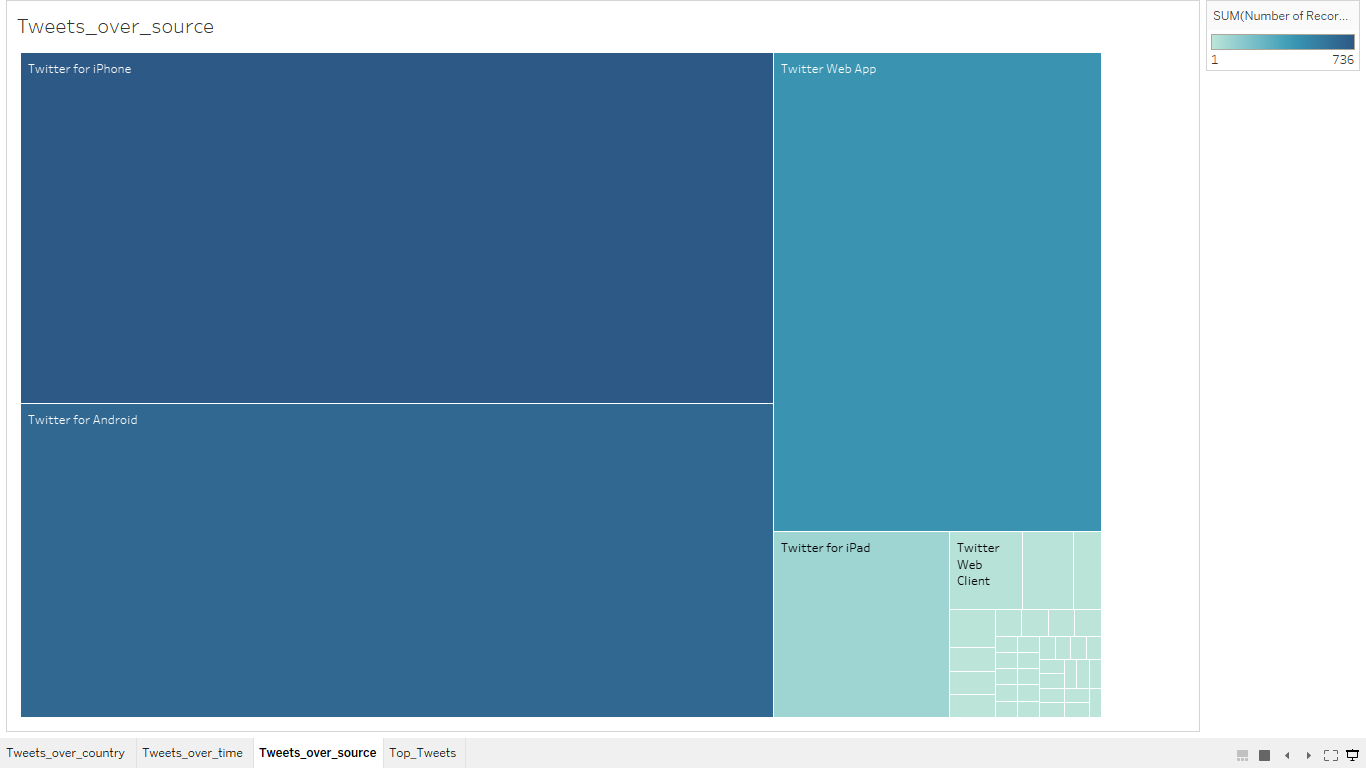 Tweets_over_source
SUM(Number of Recor...
1 736
Twitter for iPhone
Twitter Web App
Twitter for Android
Twitter for iPad
Twitter
Web
Client
Tweets_over_country Tweets_over_time Tweets_over_source Top_Tweets